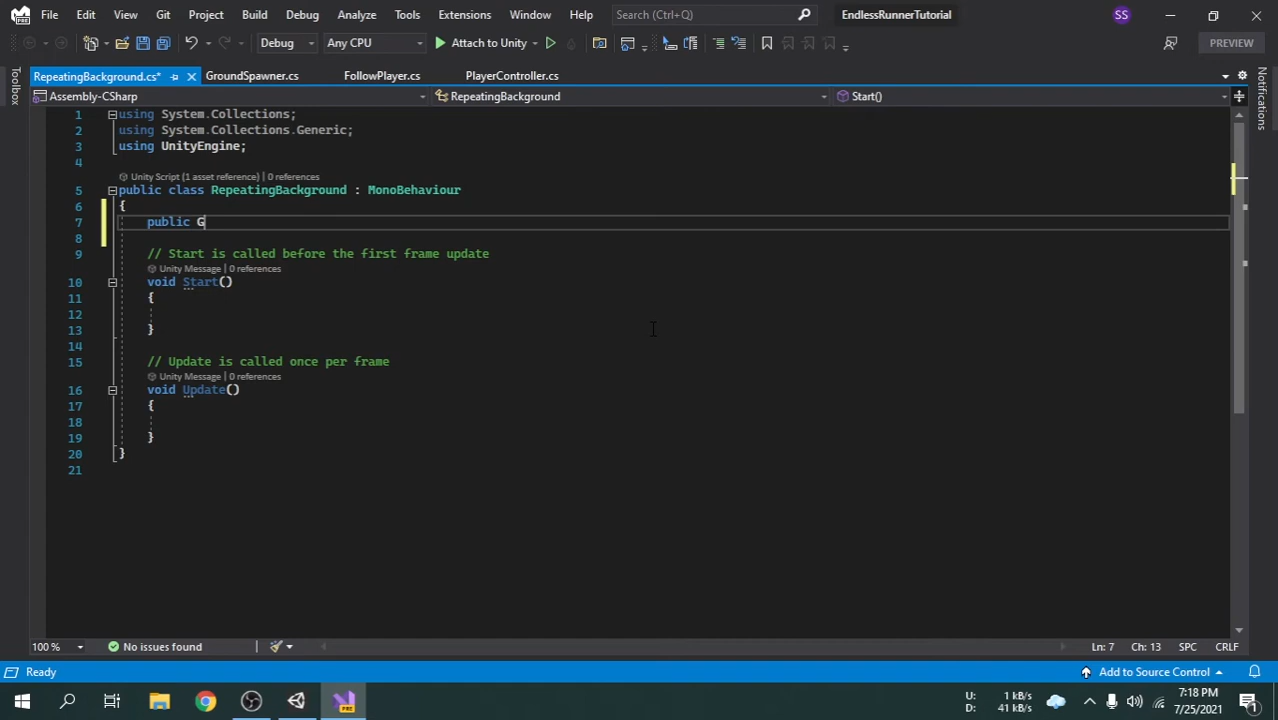 File Edit View Git Project Build Debug Analyze Tools Extensions Window Help Search (Ctrl+Q) EndlessRunnerTutorial SS
Debug Any CPU Attach to Unity PREVIEW
RepeatingBackground.cs* GroundSpawner.cs FollowPlayer.cs PlayerController.cs
Assembly-CSharp RepeatingBackground Start()
Toolbox
Notifications
1 using System.Collections;
2 using System.Collections.Generic;
3 using UnityEngine;
4
Unity Script (1 asset reference) | 0 references
5 public class RepeatingBackground : MonoBehaviour
6 {
7 public G
8
9 // Start is called before the first frame update
Unity Message | 0 references
10 void Start()
11 {
12
13 }
14
15 // Update is called once per frame
Unity Message | 0 references
16 void Update()
17 {
18
19 }
20 }
21
100 % No issues found Ln: 7 Ch: 13 SPC CRLF
Ready Add to Source Control
U: 1 kB/s 7:18 PM
D: 41 kB/s 7/25/2021 1